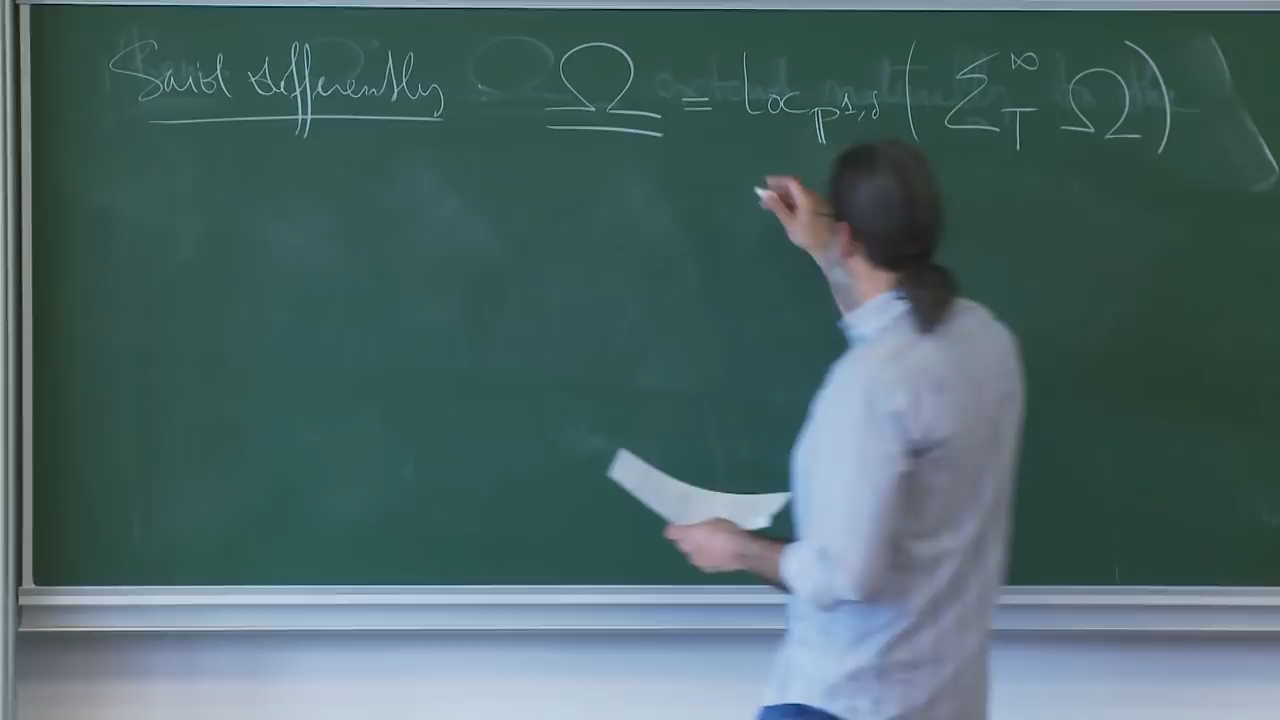 Said differently Ω = Loc_{P^1,s} ( Σ^∞_T Ω )